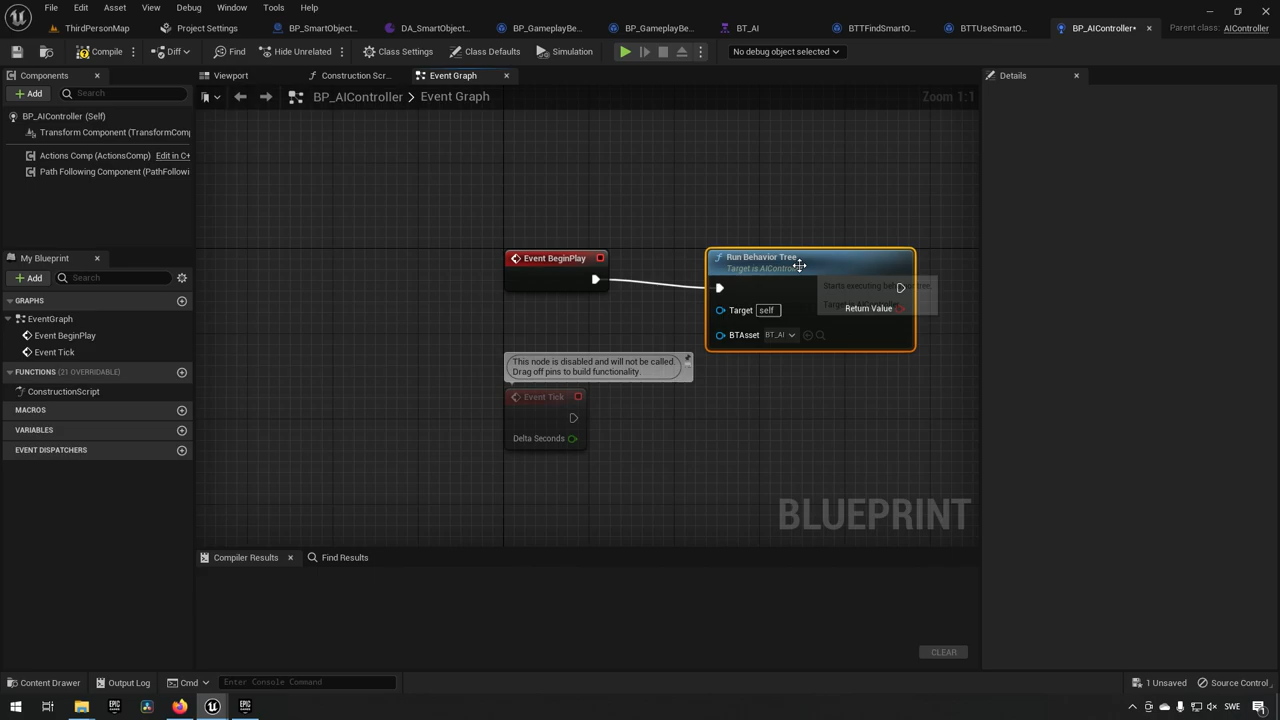 File Edit Asset View Debug Window Tools Help
ThirdPersonMap Project Settings BP_SmartObject... DA_SmartObject... BP_GameplayBe... BP_GameplayBe... BT_AI BTTFindSmartO... BTTUseSmartO... BP_AIController• Parent class: AIController
Compile Diff Find Hide Unrelated Class Settings Class Defaults Simulation No debug object selected
Components Viewport Construction Scr... Event Graph Details
Add Search BP_AIController > Event Graph Zoom 1:1
BP_AIController (Self)
Transform Component (TransformComp
Actions Comp (ActionsComp) Edit in C+
Path Following Component (PathFollowi
My Blueprint
Add Search
GRAPHS
EventGraph
Event BeginPlay
Event Tick
FUNCTIONS (21 OVERRIDABLE)
ConstructionScript
MACROS
VARIABLES
EVENT DISPATCHERS
Event BeginPlay
Run Behavior Tree
Target is AIContro
Starts executing behavior tree.
Target is AIController
Target self
Return Value
BTAsset BT_AI
This node is disabled and will not be called.
Drag off pins to build functionality.
Event Tick
Delta Seconds
BLUEPRINT
Compiler Results Find Results
CLEAR
Content Drawer Output Log Cmd Enter Console Command 1 Unsaved Source Control
SWE